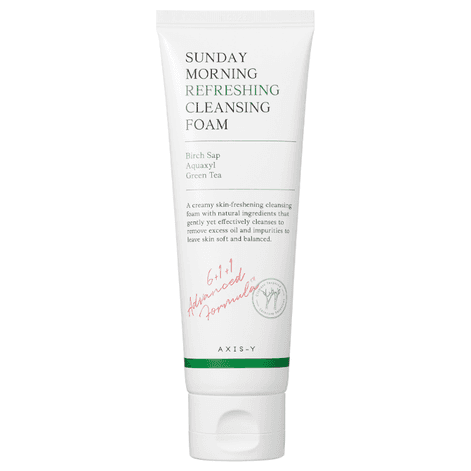 SUNDAY
MORNING
REFRESHING
CLEANSING
FOAM
Birch Sap
Aquaxyl
Green Tea
A creamy skin-freshening cleansing
foam with natural ingredients that
gently yet effectively cleanses to
remove excess oil and impurities to
leave skin soft and balanced.
6+1+1
Advanced
Formula™
AXIS-Y